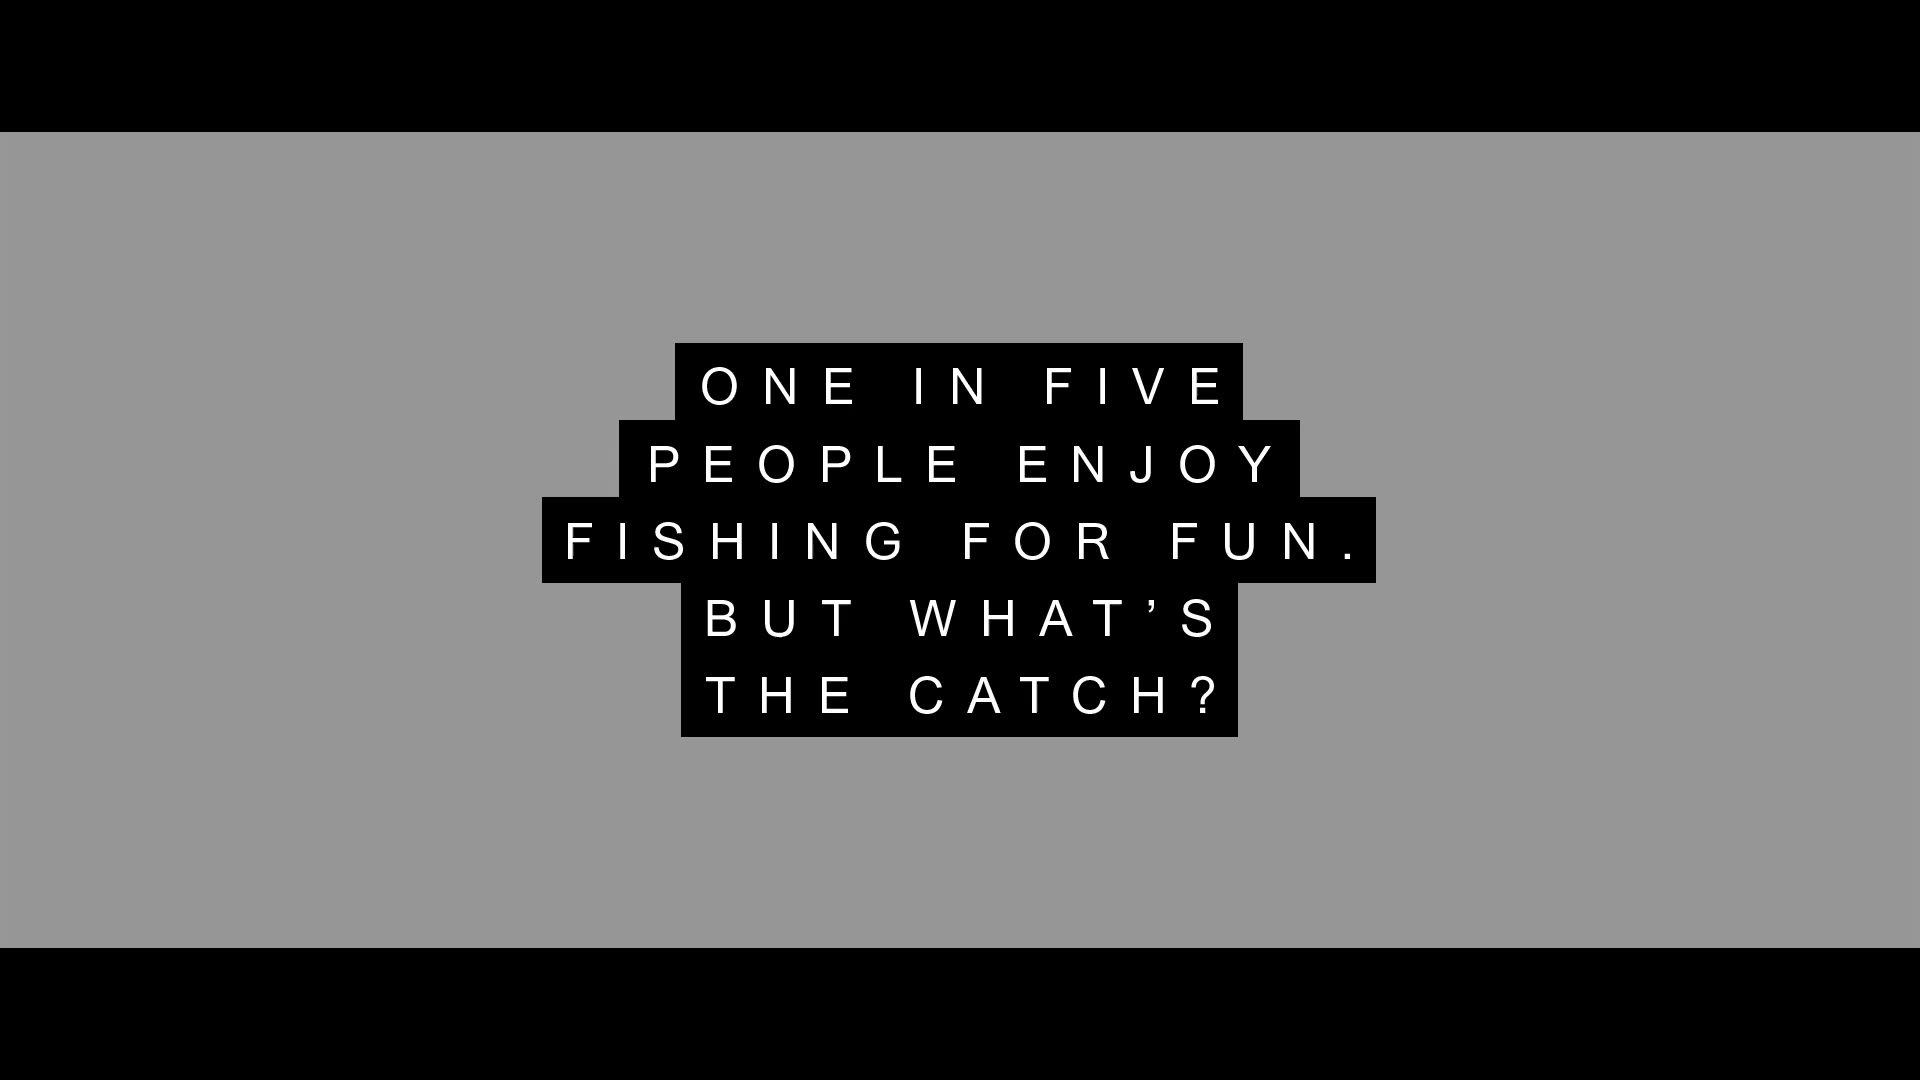 ONE IN FIVE
PEOPLE ENJOY
FISHING FOR FUN.
BUT WHAT’S
THE CATCH?